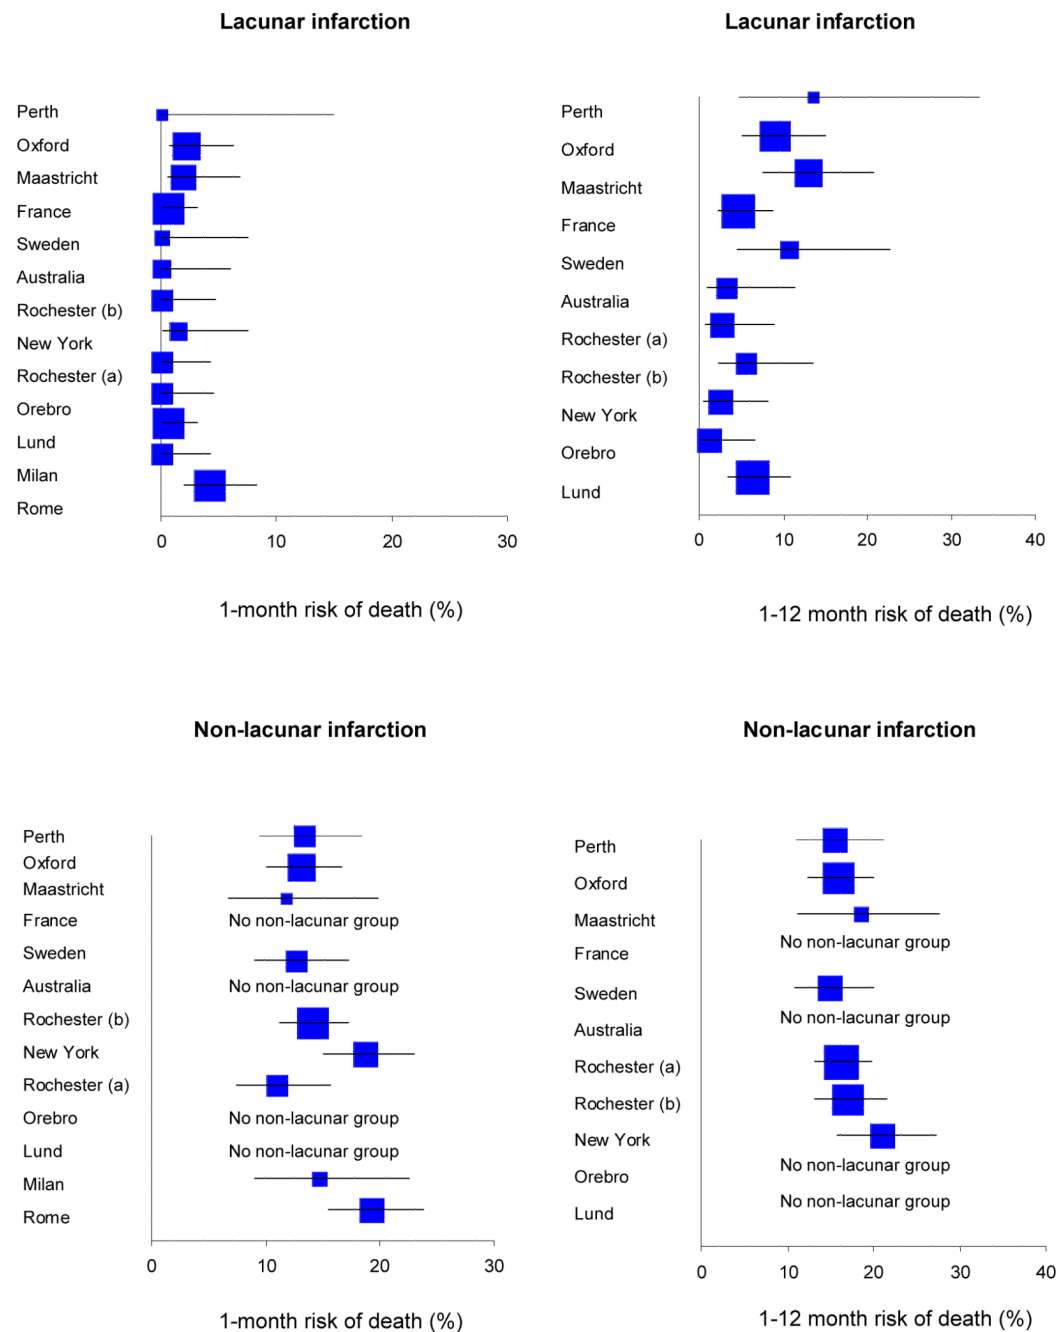 Lacunar infarction
Perth
Oxford
Maastricht
France
Sweden
Australia
Rochester (b)
New York
Rochester (a)
Orebro
Lund
Milan
Rome
0 10 20 30
1-month risk of death (%)
Lacunar infarction
Perth
Oxford
Maastricht
France
Sweden
Australia
Rochester (a)
Rochester (b)
New York
Orebro
Lund
0 10 20 30 40
1-12 month risk of death (%)
Non-lacunar infarction
Perth
Oxford
Maastricht
France No non-lacunar group
Sweden
Australia No non-lacunar group
Rochester (b)
New York
Rochester (a)
Orebro No non-lacunar group
Lund No non-lacunar group
Milan
Rome
0 10 20 30
1-month risk of death (%)
Non-lacunar infarction
Perth
Oxford
Maastricht
No non-lacunar group
France
Sweden
No non-lacunar group
Australia
Rochester (a)
Rochester (b)
New York
No non-lacunar group
Orebro
No non-lacunar group
Lund
0 10 20 30 40
1-12 month risk of death (%)